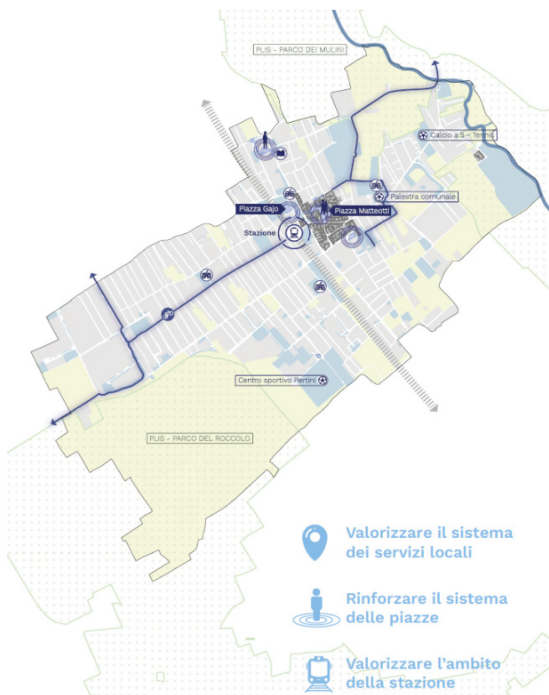 PLIS - PARCO DEI MULINI
Calcio a 5 - Tennis
Palestra comunale
Piazza Gajo
Piazza Matteotti
Stazione
Centro sportivo Pertini
PLIS - PARCO DEL ROCCOLO
Valorizzare il sistema
dei servizi locali
Rinforzare il sistema
delle piazze
Valorizzare l'ambito
della stazione